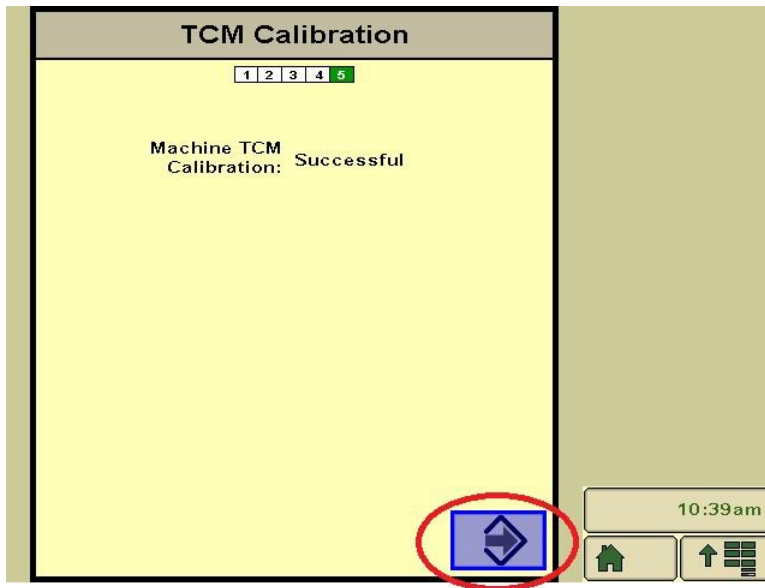 TCM Calibration
1 2 3 4 5
Machine TCM
Calibration: Successful
10:39am